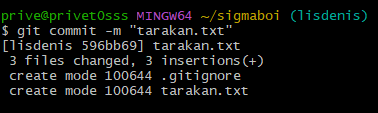 prive@privet0sss MINGW64 ~/sigmaboi (lisdenis)
$ git commit -m "tarakan.txt"
[lisdenis 596bb69] tarakan.txt
 3 files changed, 3 insertions(+)
 create mode 100644 .gitignore
 create mode 100644 tarakan.txt